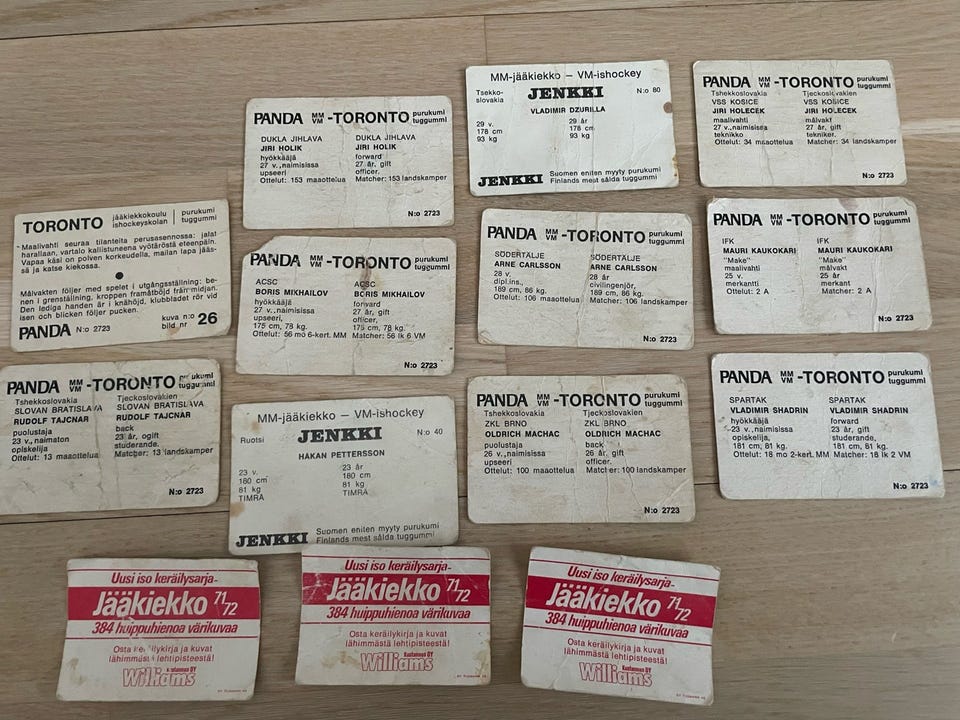 PANDA MM VM -TORONTO purukumi tuggummi
DUKLA JIHLAVA DUKLA JIHLAVA
JIRI HOLIK JIRI HOLIK
hyökkääjä forward
27 v., naimisissa 27 år, gift
upseeri officer,
Ottelut: 153 maaottelua Matcher: 153 landskamper
N:o 2723
MM-jääkiekko – VM-ishockey
Tsekko-slovakia JENKKI N:o 80
VLADIMIR DZURILLA
29 v. 29 år
178 cm 178 cm
93 kg 93 kg
JENKKI Suomen eniten myyty purukumi
Finlands mest sålda tuggummi
PANDA MM VM -TORONTO purukumi tuggummi
Tshekkoslovakia Tjeckoslovakien
VSS KOSICE VSS KOSICE
JIRI HOLECEK JIRI HOLECEK
maalivahti målvakt
27 v.,naimisissa 27 år, gift
teknikko tekniker.
Ottelut: 34 maaottelua Matcher: 34 landskamper
N:o 2723
TORONTO jääkiekkokoulu ishockeyskolan purukumi tuggummi
Maalivahti seuraa tilanteita perusasennossa: jalat
harallaan, vartalo kallistuneena vyötäröstä eteenpäin.
Vapaa käsi on polven korkeudella, mailan lapa jääs-
sä ja katse kiekossa.
Målvakten följer med spelet i utgångsställning: be-
nen i grenställning, kroppen framåtböjd från midjan.
Den lediga handen är i knähöjd, klubbladet rör vid
isen och blicken följer pucken.
PANDA N:o 2723 kuva n:o bild nr 26
PANDA MM VM -TORONTO purukumi tuggummi
ACSC ACSC
BORIS MIKHAILOV BORIS MIKHAILOV
hyökkääjä forward
27 v.,naimisissa 27 år, gift
upseeri, officer,
175 cm, 78 kg. 175 cm, 78 kg.
Ottelut: 56 mo 6-kert. MM Matcher: 56 lk 6 VM
N:o 2723
PANDA MM VM -TORONTO purukumi tuggummi
SÖDERTÄLJE SÖDERTÄLJE
ARNE CARLSSON ARNE CARLSSON
28 v. 28 år
dipl.ins., civilingenjör,
189 cm, 86 kg. 189 cm, 86 kg.
Ottelut: 106 maaottelua Matcher: 106 landskamper
N:o 2723
PANDA MM VM -TORONTO purukumi tuggummi
IFK IFK
MAURI KAUKOKARI MAURI KAUKOKARI
"Make" "Make"
maalivahti målvakt
25 v. 25 år
merkantti merkant
Ottelut: 2 A Matcher: 2 A
N:o 2723
PANDA MM VM -TORONTO purukumi tuggummi
Tshekkoslovakia Tjeckoslovakien
SLOVAN BRATISLAVA SLOVAN BRATISLAVA
RUDOLF TAJCNAR RUDOLF TAJCNAR
puolustaja back
23 v.,naimaton 23 år, ogift
opiskelija studerande.
Ottelut: 13 maaottelua Matcher: 13 landskamper
N:o 2723
MM-jääkiekko – VM-ishockey
Ruotsi JENKKI N:o 40
HAKAN PETTERSSON
23 v. 23 år
180 cm 180 cm
81 kg 81 kg
TIMRÅ TIMRÅ
JENKKI Suomen eniten myyty purukumi
Finlands mest sålda tuggummi
PANDA MM VM -TORONTO purukumi tuggummi
Tshekkoslovakia Tjeckoslovakien
ZKL BRNO ZKL BRNO
OLDRICH MACHAC OLDRICH MACHAC
puolustaja back
26 v.,naimisissa 26 år, gift
upseeri officer.
Ottelut: 100 maaottelua Matcher: 100 landskamper
N:o 2723
PANDA MM VM -TORONTO purukumi tuggummi
SPARTAK SPARTAK
VLADIMIR SHADRIN VLADIMIR SHADRIN
hyökkääjä forward
23 v.,naimisissa 23 år, gift
opiskelija, studerande,
181 cm, 81 kg. 181 cm, 81 kg.
Ottelut: 18 mo 2-kert. MM Matcher: 18 lk 2 VM
N:o 2723
Uusi iso keräilysarja-
Jääkiekko 71/72
384 huippuhienoa värikuvaa
Osta keräilykirja ja kuvat
lähimmästä lehtipisteestä!
Kustannus OY
Williams
Uusi iso keräilysarja-
Jääkiekko 71/72
384 huippuhienoa värikuvaa
Osta keräilykirja ja kuvat
lähimmästä lehtipisteestä!
Kustannus OY
Williams
Uusi iso keräilysarja-
Jääkiekko 71/72
384 huippuhienoa värikuvaa
Osta keräilykirja ja kuvat
lähimmästä lehtipisteestä!
Kustannus OY
Williams